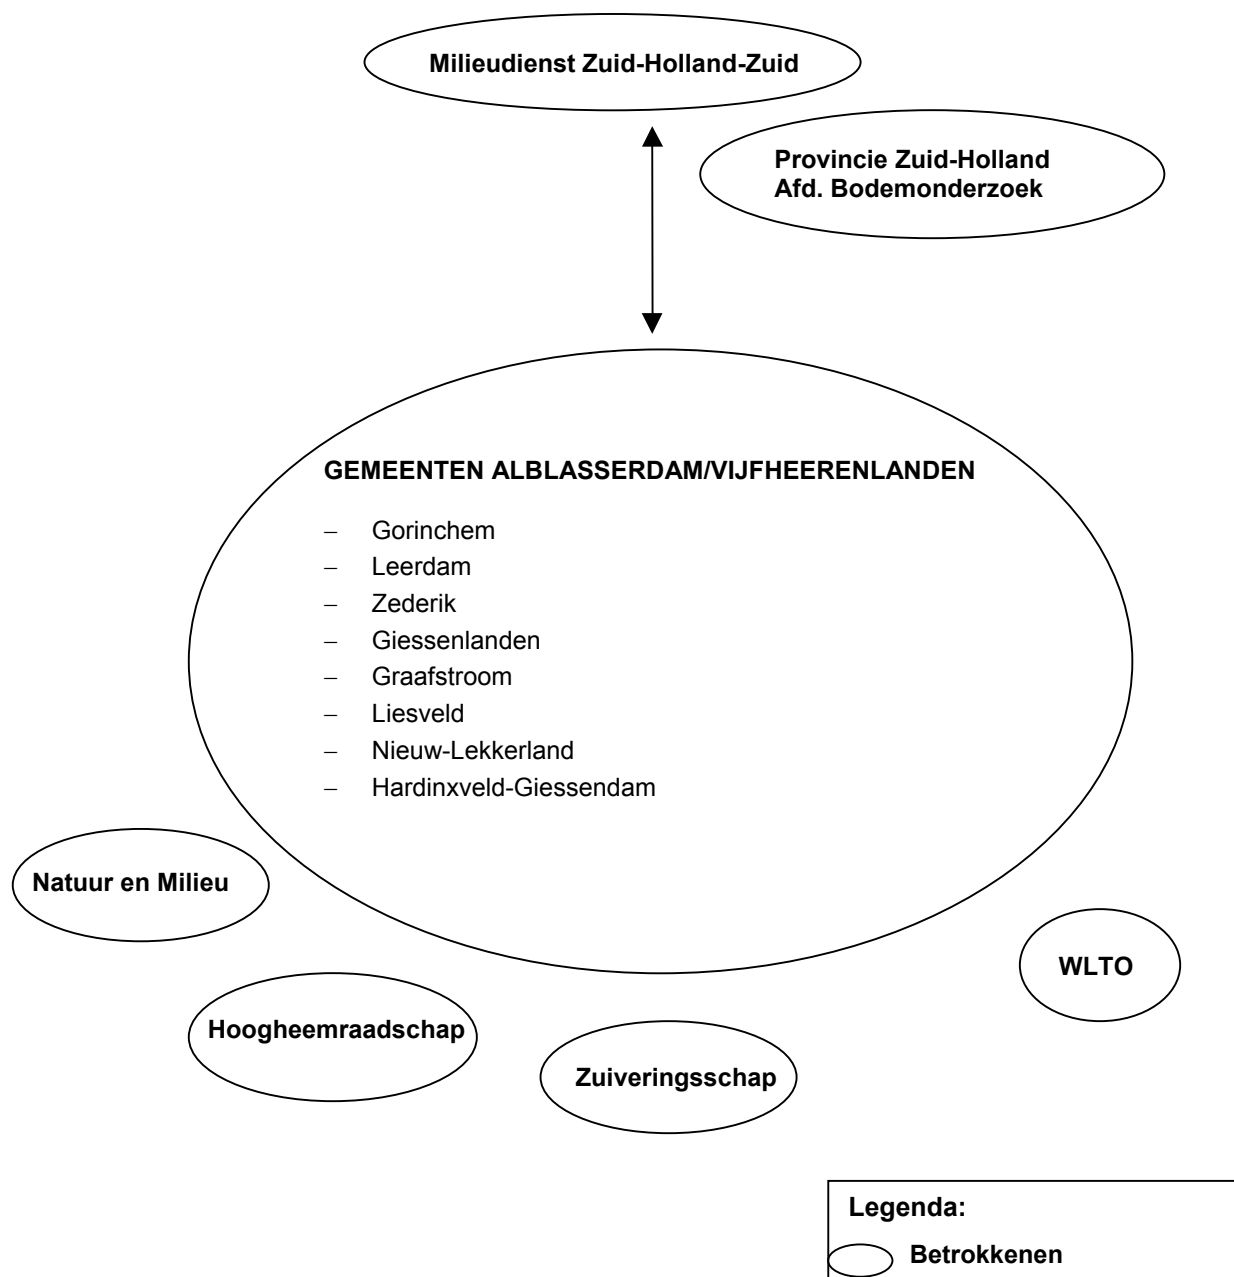 Milieudienst Zuid-Holland-Zuid
Provincie Zuid-Holland
Afd. Bodemonderzoek
GEMEENTEN ALBLASSERDAM/VIJFHEERENLANDEN
– Gorinchem
– Leerdam
– Zederik
– Giessenlanden
– Graafstroom
– Liesveld
– Nieuw-Lekkerland
– Hardinxveld-Giessendam
Natuur en Milieu
WLTO
Hoogheemraadschap
Zuiveringsschap
Legenda:
Betrokkenen